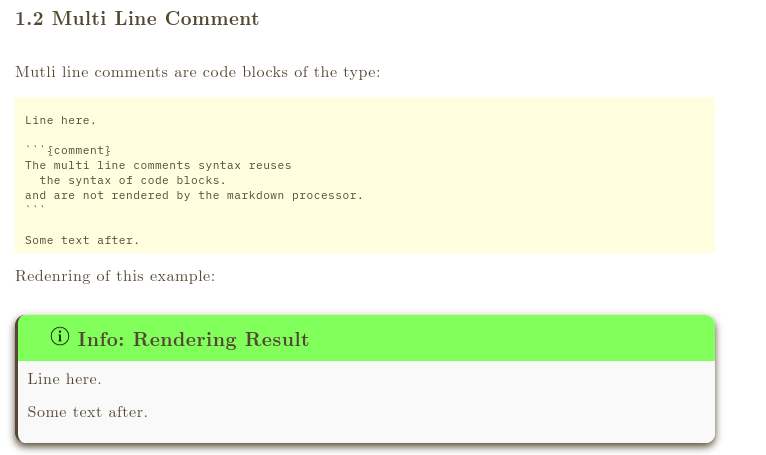 1.2 Multi Line Comment
Mutli line comments are code blocks of the type:
Line here.
```{comment}
The multi line comments syntax reuses
  the syntax of code blocks.
and are not rendered by the markdown processor.
```
Some text after.
Redenring of this example:
Info: Rendering Result
Line here.
Some text after.